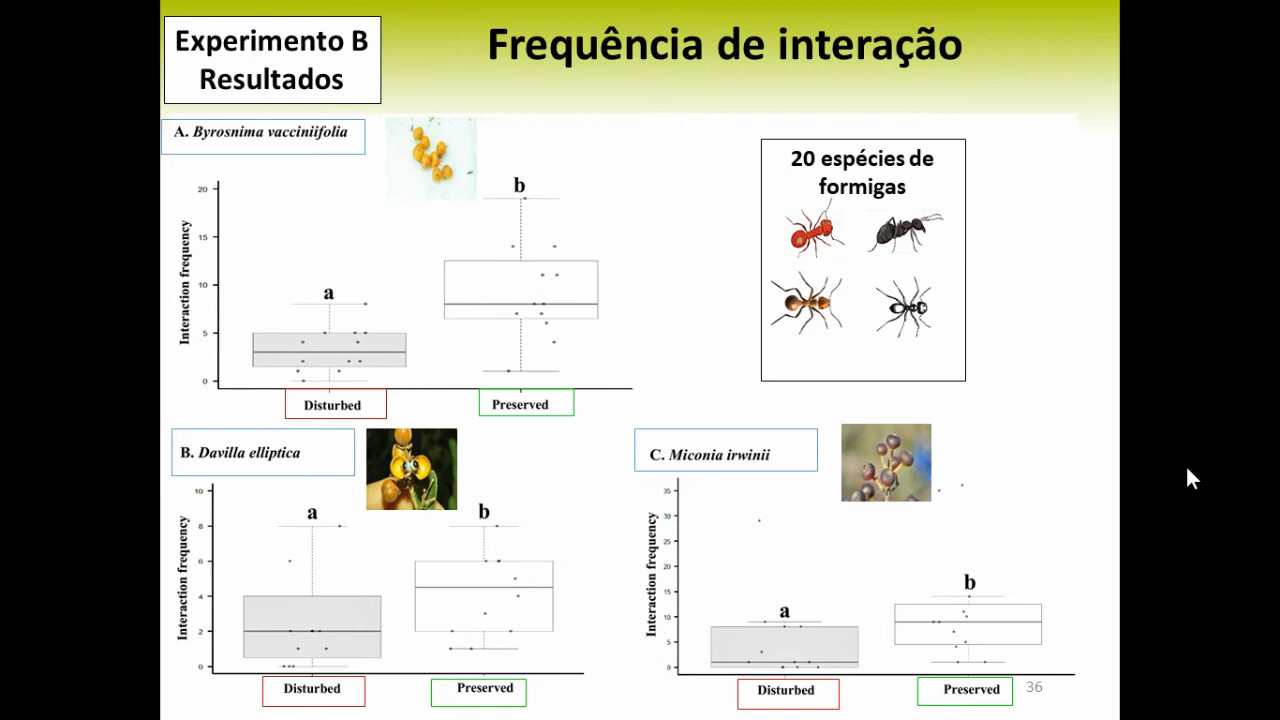 Experimento B
Resultados
Frequência de interação
A. Byrosnima vacciniifolia
20 espécies de
formigas
Interaction frequency
20
15
10
5
0
a
b
Disturbed
Preserved
B. Davilla elliptica
Interaction frequency
10
8
6
4
2
0
a
b
Disturbed
Preserved
C. Miconia irwinii
Interaction frequency
35
30
25
20
15
10
5
0
a
b
Disturbed
Preserved
36